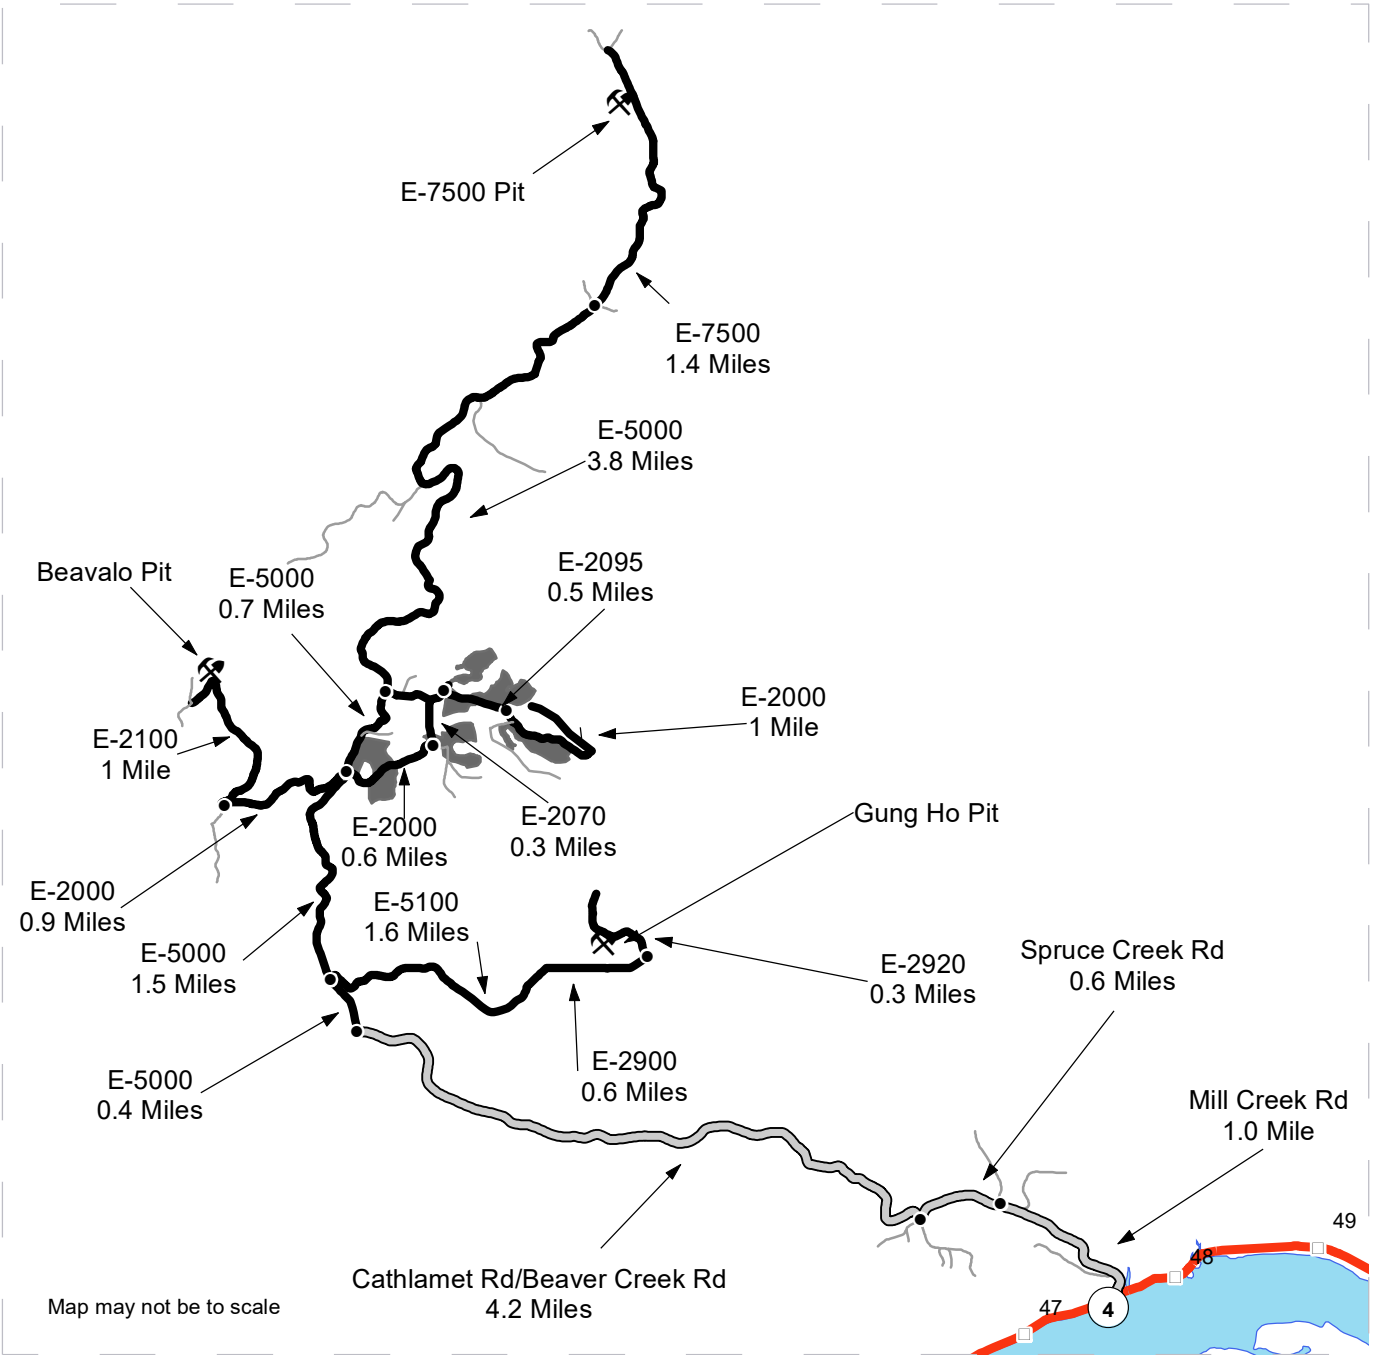 E-7500 Pit
E-7500
1.4 Miles
E-5000
3.8 Miles
Beavalo Pit
E-5000
0.7 Miles
E-2095
0.5 Miles
E-2000
1 Mile
E-2100
1 Mile
E-2000
0.6 Miles
E-2070
0.3 Miles
Gung Ho Pit
E-2000
0.9 Miles
E-5100
1.6 Miles
E-5000
1.5 Miles
E-2920
0.3 Miles
Spruce Creek Rd
0.6 Miles
E-2900
0.6 Miles
E-5000
0.4 Miles
Mill Creek Rd
1.0 Mile
49
48
Cathlamet Rd/Beaver Creek Rd
4.2 Miles
47
4
Map may not be to scale